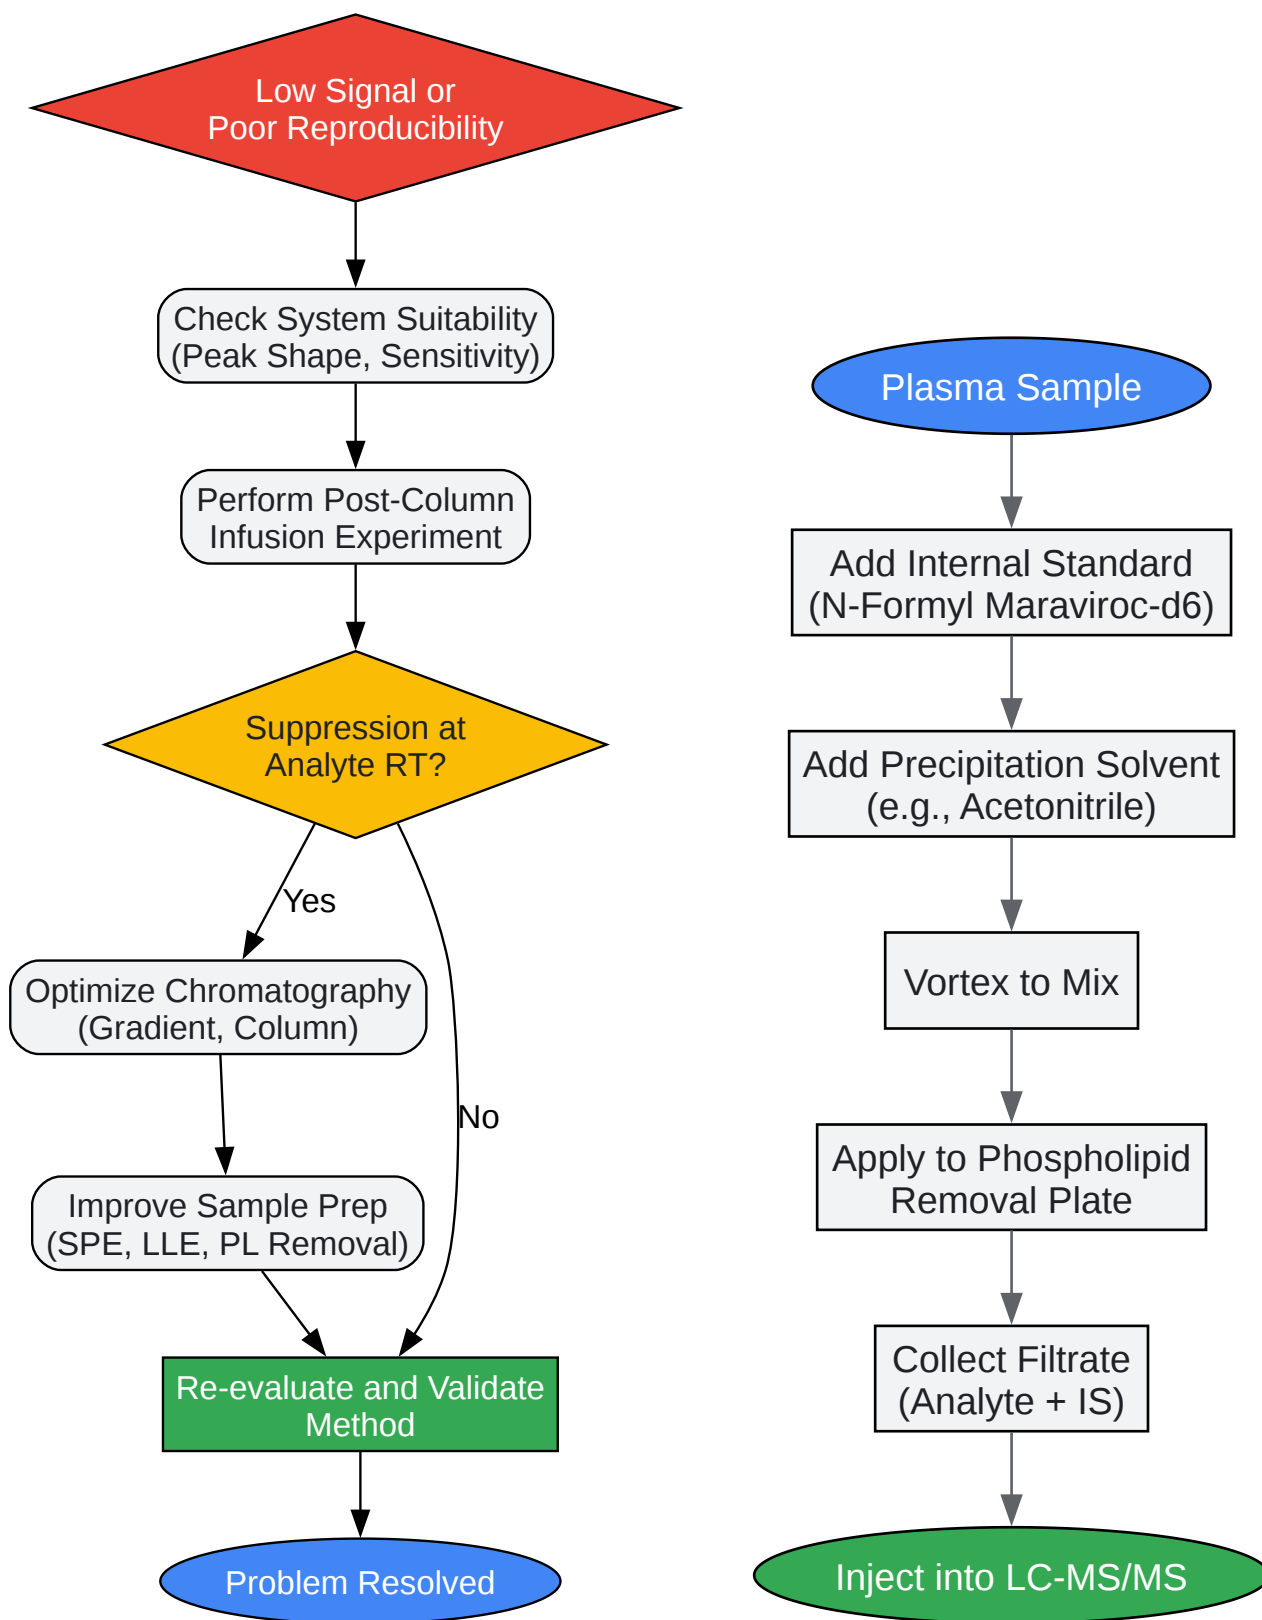 Low Signal or
Poor Reproducibility
Check System Suitability
(Peak Shape, Sensitivity)
Perform Post-Column
Infusion Experiment
Suppression at
Analyte RT?
Yes
Optimize Chromatography
(Gradient, Column)
No
Improve Sample Prep
(SPE, LLE, PL Removal)
Re-evaluate and Validate
Method
Problem Resolved
Plasma Sample
Add Internal Standard
(N-Formyl Maraviroc-d6)
Add Precipitation Solvent
(e.g., Acetonitrile)
Vortex to Mix
Apply to Phospholipid
Removal Plate
Collect Filtrate
(Analyte + IS)
Inject into LC-MS/MS